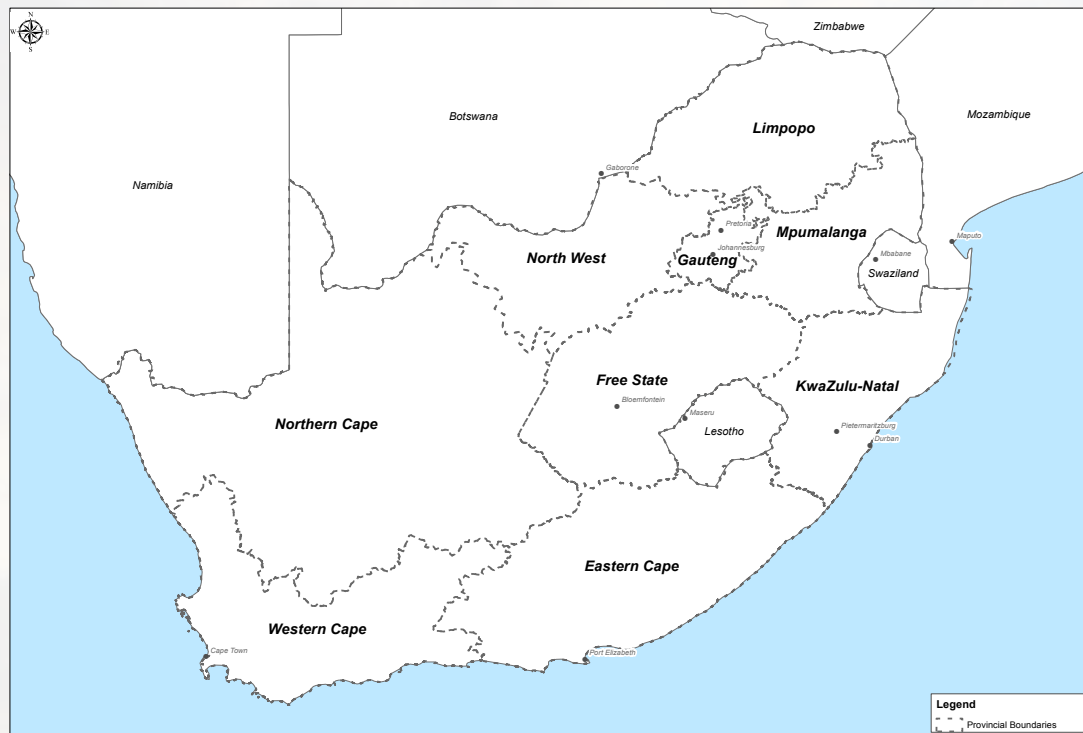 N
W E
S
Zimbabwe
Botswana
Mozambique
Limpopo
Namibia
Gaborone
Pretoria
Mpumalanga
Maputo
North West
Johannesburg
Gauteng
Mbabane
Swaziland
Free State
KwaZulu-Natal
Bloemfontein
Maseru
Northern Cape
Lesotho
Pietermaritzburg
Durban
Eastern Cape
Western Cape
Cape Town
Port Elizabeth
Legend
Provincial Boundaries